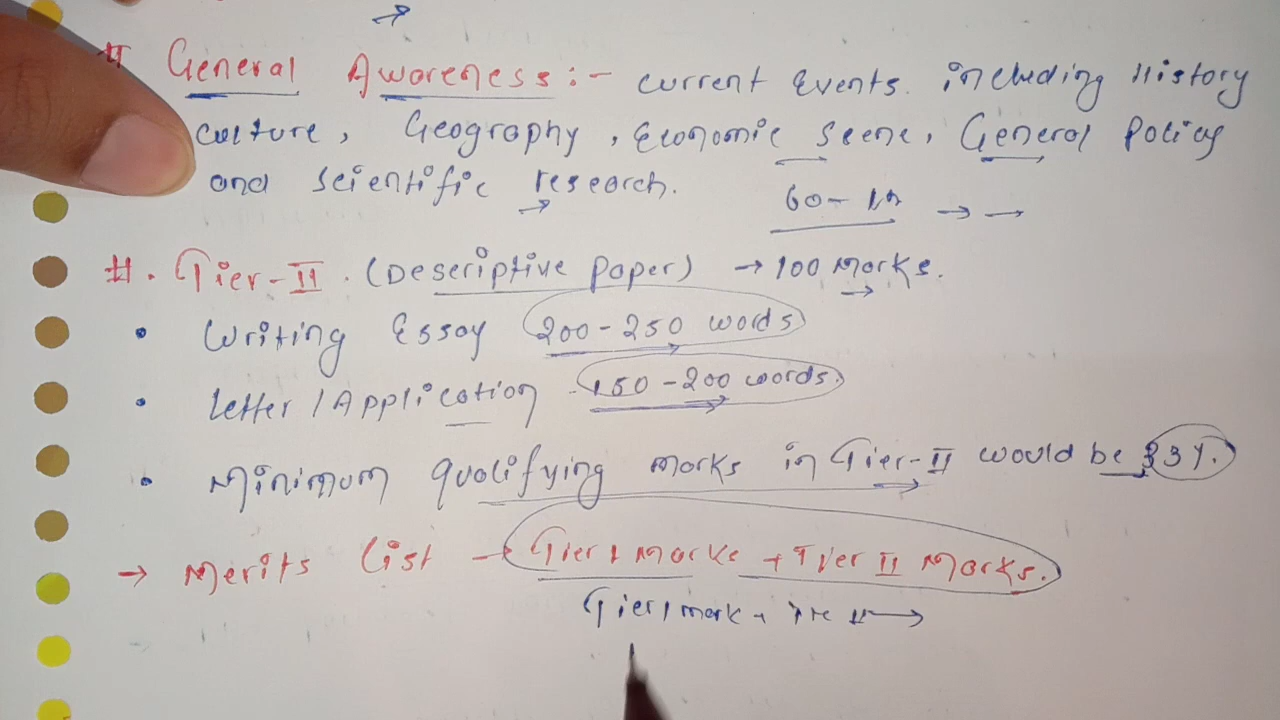 # General Awareness :- current Events. including History
culture, Geography, Economic Scene, General Policy
and scientific research.
60-
#. Tier-II. (Descriptive Paper) → 100 Marks.
• Writing Essay (200-250 words)
• Letter/Application (150-200 words.)
• Minimum qualifying marks in Tier-II would be 33%.
→ Merits List → Tier 1 Marks + Tier II Marks.
Tier 1 mark +